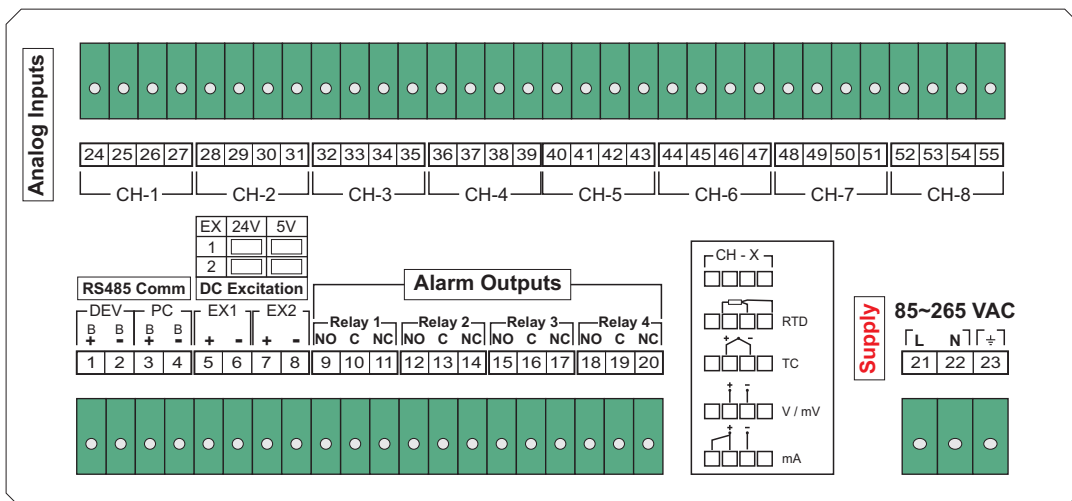 Analog Inputs
24 25 26 27 28 29 30 31 32 33 34 35 36 37 38 39 40 41 42 43 44 45 46 47 48 49 50 51 52 53 54 55
CH-1 CH-2 CH-3 CH-4 CH-5 CH-6 CH-7 CH-8
EX 24V 5V
1
2
RS485 Comm DC Excitation Alarm Outputs
DEV PC EX1 EX2 Relay 1 Relay 2 Relay 3 Relay 4
B B B B
+ - + - + - + - NO C NC NO C NC NO C NC NO C NC
1 2 3 4 5 6 7 8 9 10 11 12 13 14 15 16 17 18 19 20
CH - X
RTD
+ -
TC
+ -
V / mV
+ -
mA
Supply
85~265 VAC
L N
21 22 23